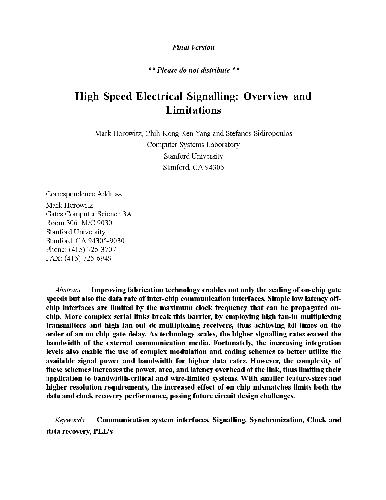 Final Version
** Please do not distribute **
High Speed Electrical Signalling: Overview and
Limitations
Mark Horowitz, Chih-Kong Ken Yang and Stefanos Sidiropoulos
Computer Systems Laboratory
Stanford University
Stanford, CA 94305
Correspondence Address
Mark Horowitz
Gates Computer Science 3A
Room 306, M/C 9030
Stanford University
Stanford, CA 94305-9030
Phone: (415)
FAX: (415)
Abstract Improving fabrication technology enables not only the scaling of on-chip gate
speeds but also the data rate of inter-chip communication interfaces. Simple low latency off-
chip interfaces are limited by the maximum clock frequency that can be propagated on-
chip. More complex serial links break this barrier, by employing high fan-in multiplexing
transmitters and high fan out de-multiplexing receivers, thus achieving bit times on the
order of an on chip gate delay. As technology scales, the higher signalling rates exceed the
bandwidth of the external communication media. Fortunately, the increasing integration
levels also enable the use of complex modulation and coding schemes to better utilize the
available signal power and bandwidth for higher data rates. However, the complexity of
these schemes increases the power, area, and latency overhead of the link, thus limiting their
application to bandwidth-critical and wire-limited systems. With smaller feature-sizes and
higher resolution requirements, the increased effect of on chip mismatches limits both the
data and clock recovery performance, posing future circuit design challenges.
Keywords Communication system interfaces, Signalling, Synchronization, Clock and
data recovery, PLL's